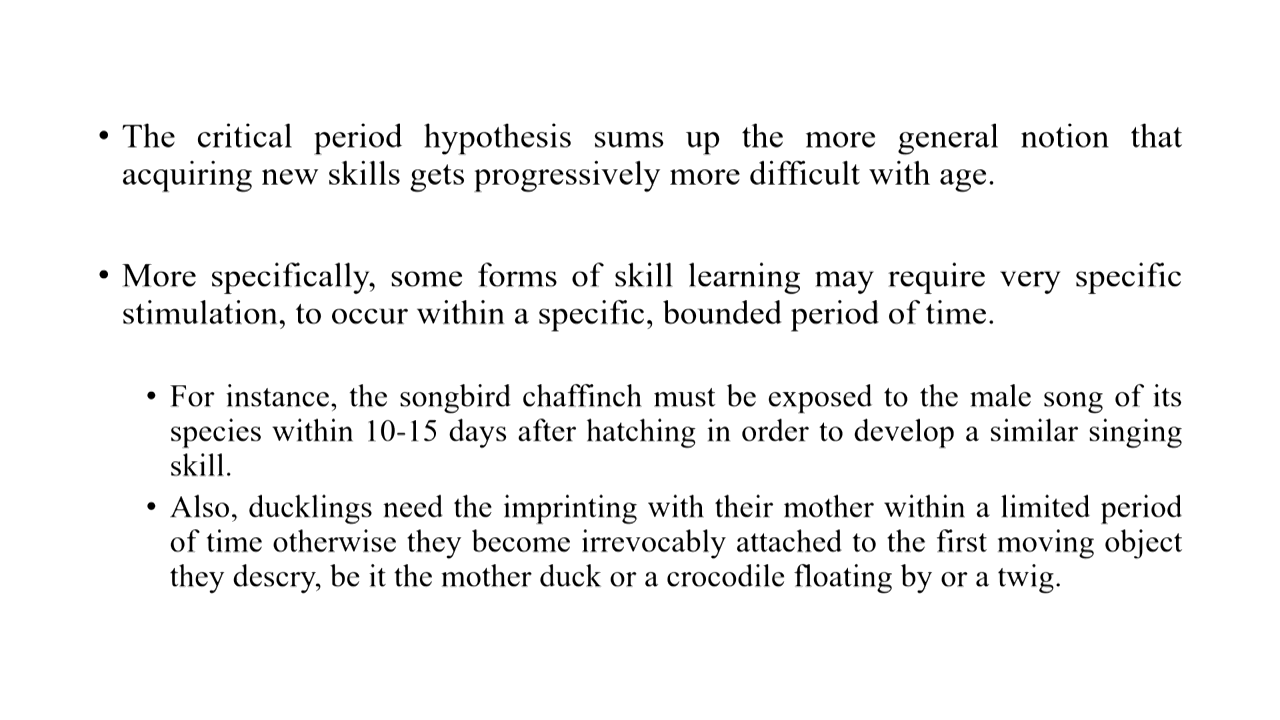 • The critical period hypothesis sums up the more general notion that
acquiring new skills gets progressively more difficult with age.
• More specifically, some forms of skill learning may require very specific
stimulation, to occur within a specific, bounded period of time.
• For instance, the songbird chaffinch must be exposed to the male song of its
species within 10-15 days after hatching in order to develop a similar singing
skill.
• Also, ducklings need the imprinting with their mother within a limited period
of time otherwise they become irrevocably attached to the first moving object
they descry, be it the mother duck or a crocodile floating by or a twig.